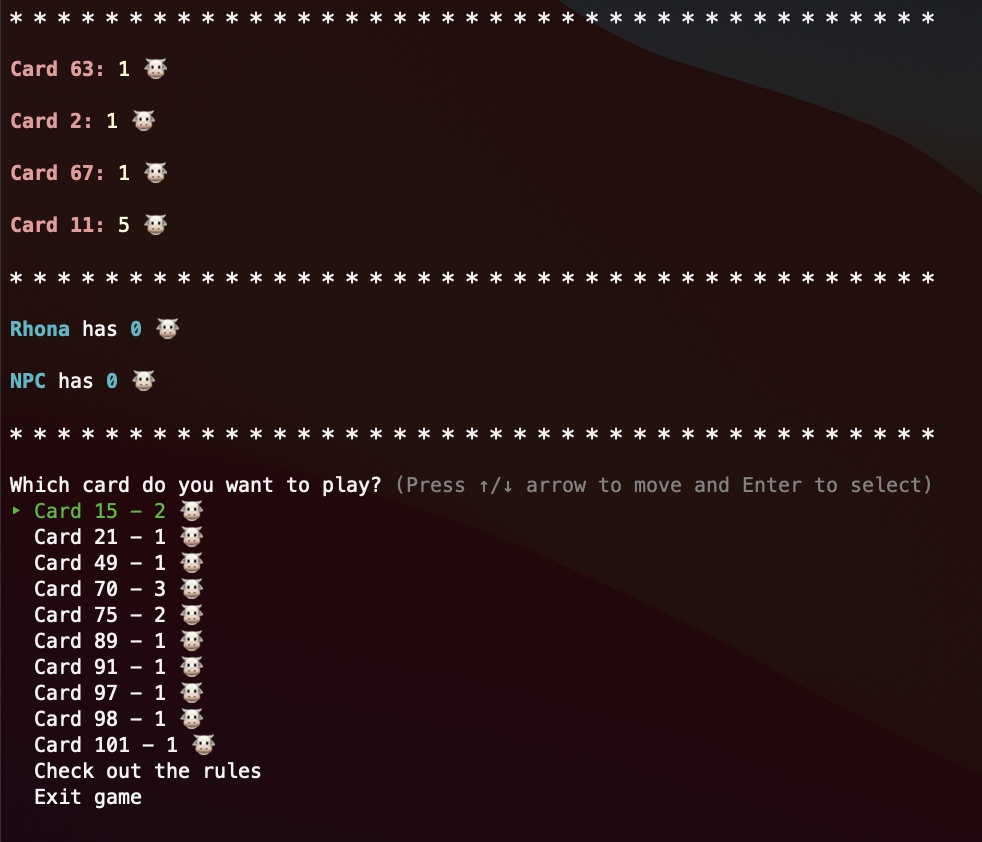 * * * * * * * * * * * * * * * * * * * * * * * * * * * * * * * * * * * * * * *
Card 63: 1 🐮
Card 2: 1 🐮
Card 67: 1 🐮
Card 11: 5 🐮
* * * * * * * * * * * * * * * * * * * * * * * * * * * * * * * * * * * * * * *
Rhona has 0 🐮
NPC has 0 🐮
* * * * * * * * * * * * * * * * * * * * * * * * * * * * * * * * * * * * * * *
Which card do you want to play? (Press ↑/↓ arrow to move and Enter to select)
‣ Card 15 – 2 🐮
Card 21 – 1 🐮
Card 49 – 1 🐮
Card 70 – 3 🐮
Card 75 – 2 🐮
Card 89 – 1 🐮
Card 91 – 1 🐮
Card 97 – 1 🐮
Card 98 – 1 🐮
Card 101 – 1 🐮
Check out the rules
Exit game